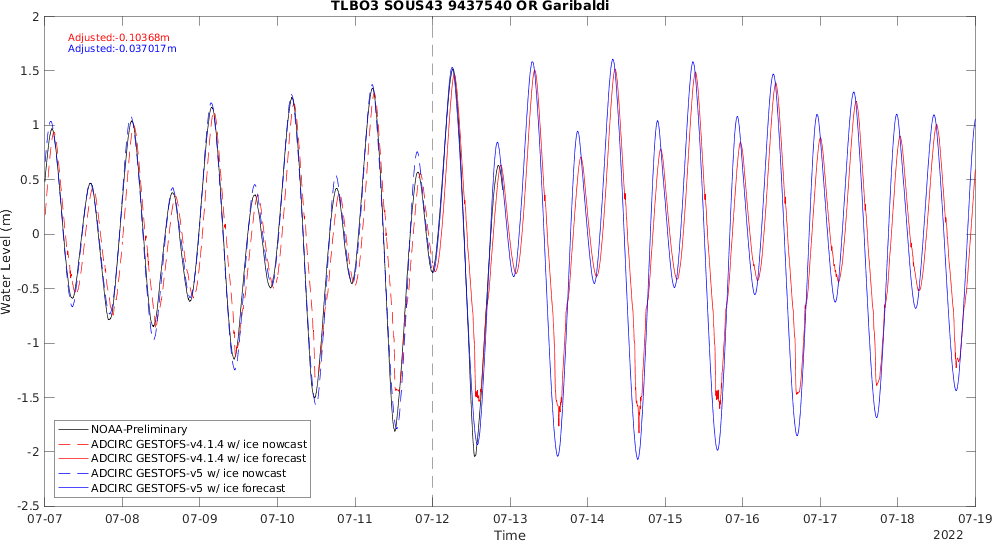 TLBO3 SOUS43 9437540 OR Garibaldi
Adjusted:-0.10368m
Adjusted:-0.037017m
2
1.5
1
0.5
0
-0.5
-1
-1.5
-2
-2.5
Water Level (m)
NOAA-Preliminary
ADCIRC GESTOFS-v4.1.4 w/ ice nowcast
ADCIRC GESTOFS-v4.1.4 w/ ice forecast
ADCIRC GESTOFS-v5 w/ ice nowcast
ADCIRC GESTOFS-v5 w/ ice forecast
07-07 07-08 07-09 07-10 07-11 07-12 07-13 07-14 07-15 07-16 07-17 07-18 07-19
Time
2022